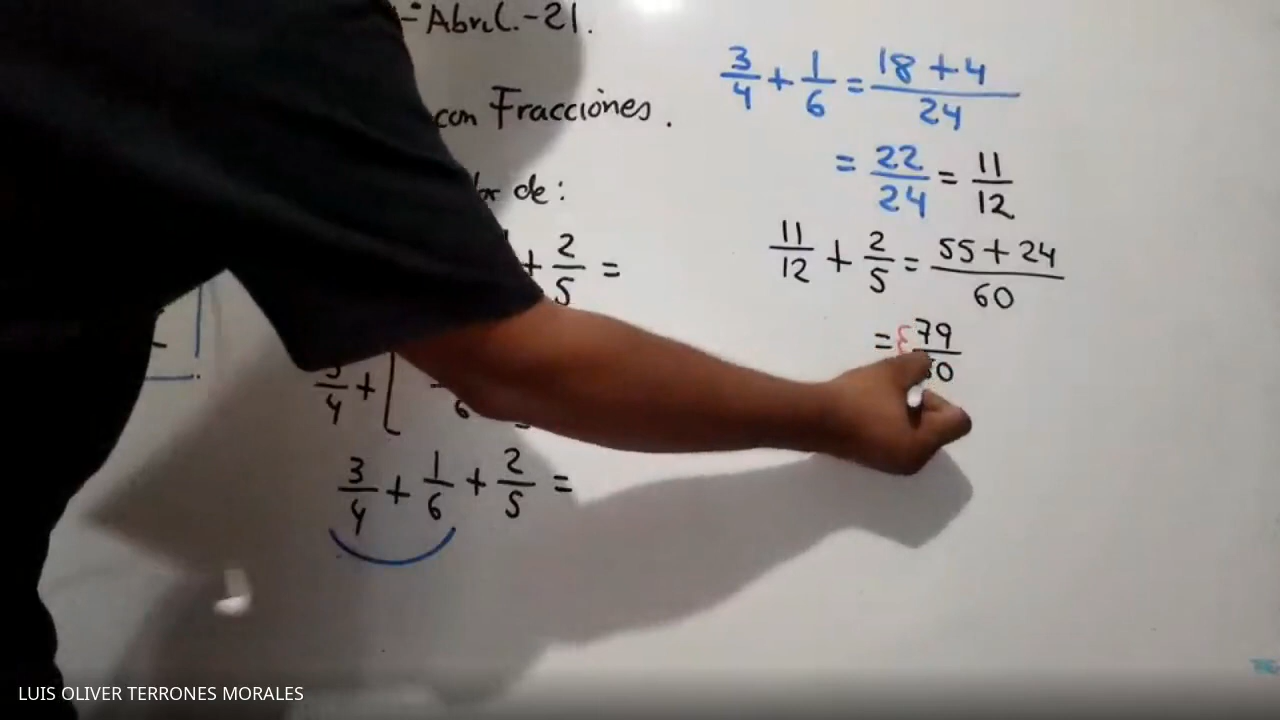 Abril.-21.
con Fracciones.
de:
+ 2/5 =
3/4 +
6
3/4 + 1/6 + 2/5 =
3/4 + 1/6 = 18 + 4/24
= 22/24 = 11/12
11/12 + 2/5 = 55 + 24/60
= 79/60
LUIS OLIVER TERRONES MORALES